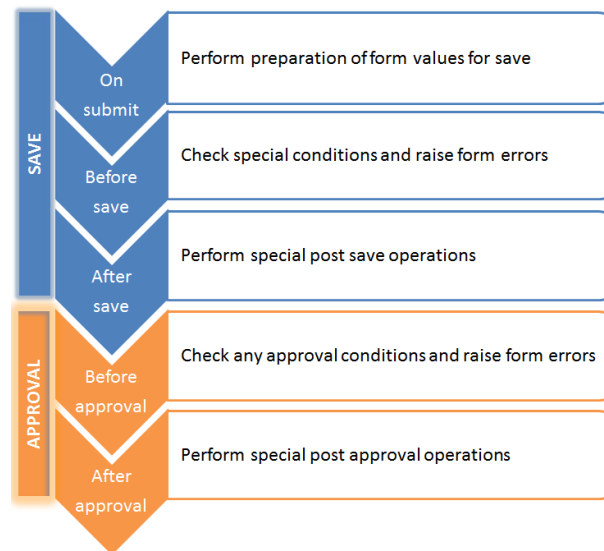 SAVE
On
submit
Perform preparation of form values for save
Before
save
Check special conditions and raise form errors
After
save
Perform special post save operations
APPROVAL
Before
approval
Check any approval conditions and raise form errors
After
approval
Perform special post approval operations